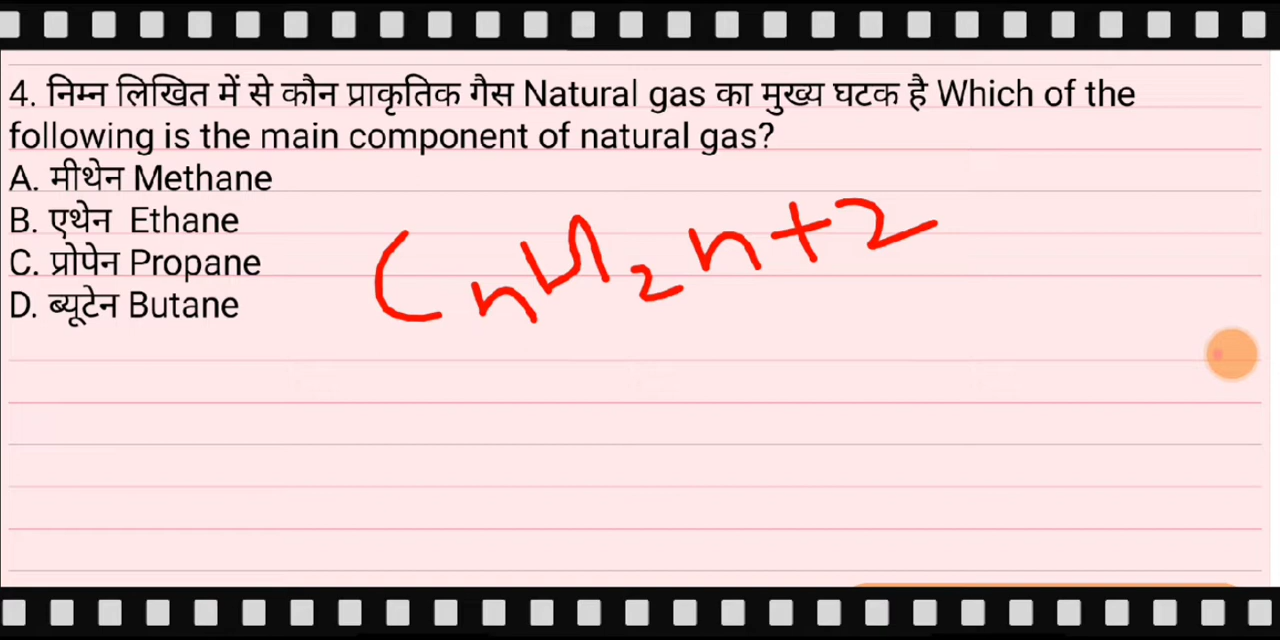 4. निम्न लिखित में से कौन प्राकृतिक गैस Natural gas का मुख्य घटक है Which of the
following is the main component of natural gas?
A. मीथेन Methane
B. एथेन Ethane
C. प्रोपेन Propane
D. ब्यूटेन Butane
CnH2n+2